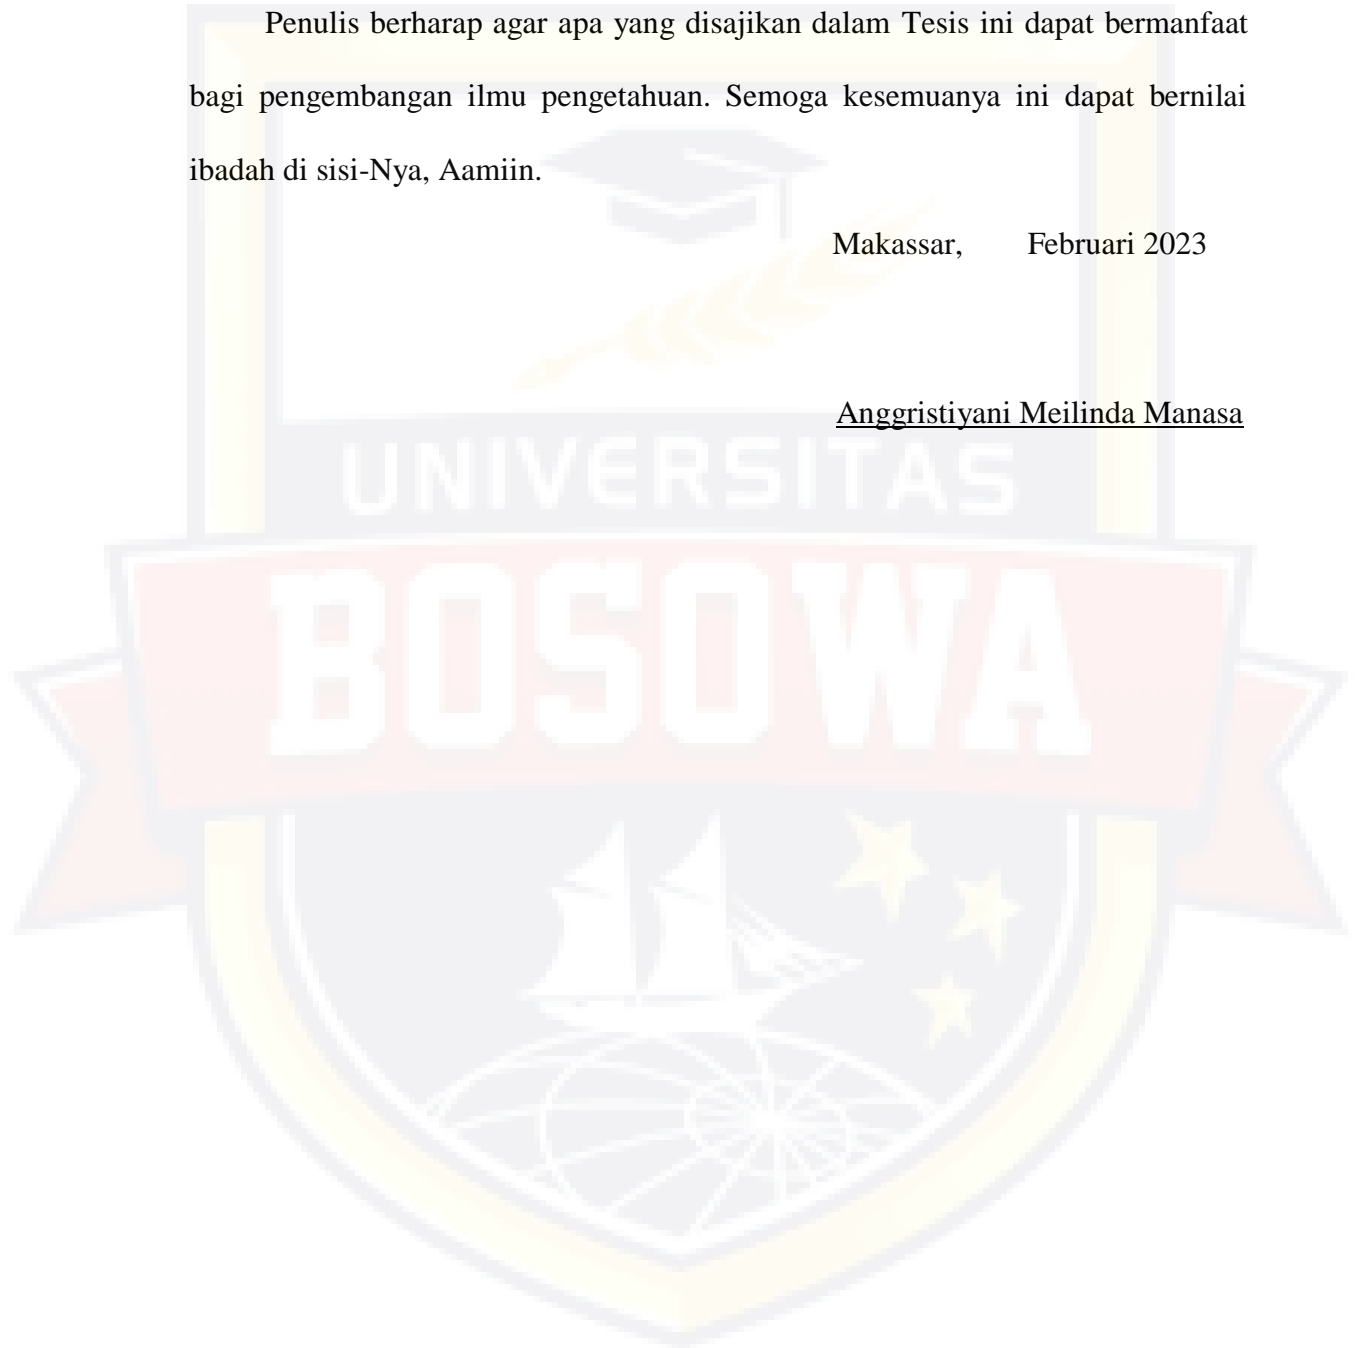 Penulis berharap agar apa yang disajikan dalam Tesis ini dapat bermanfaat
bagi pengembangan ilmu pengetahuan. Semoga kesemuanya ini dapat bernilai
ibadah di sisi-Nya, Aamiin.
Makassar, Februari 2023
Anggristiyani Meilinda Manasa
UNIVERSITAS
BOSOWA